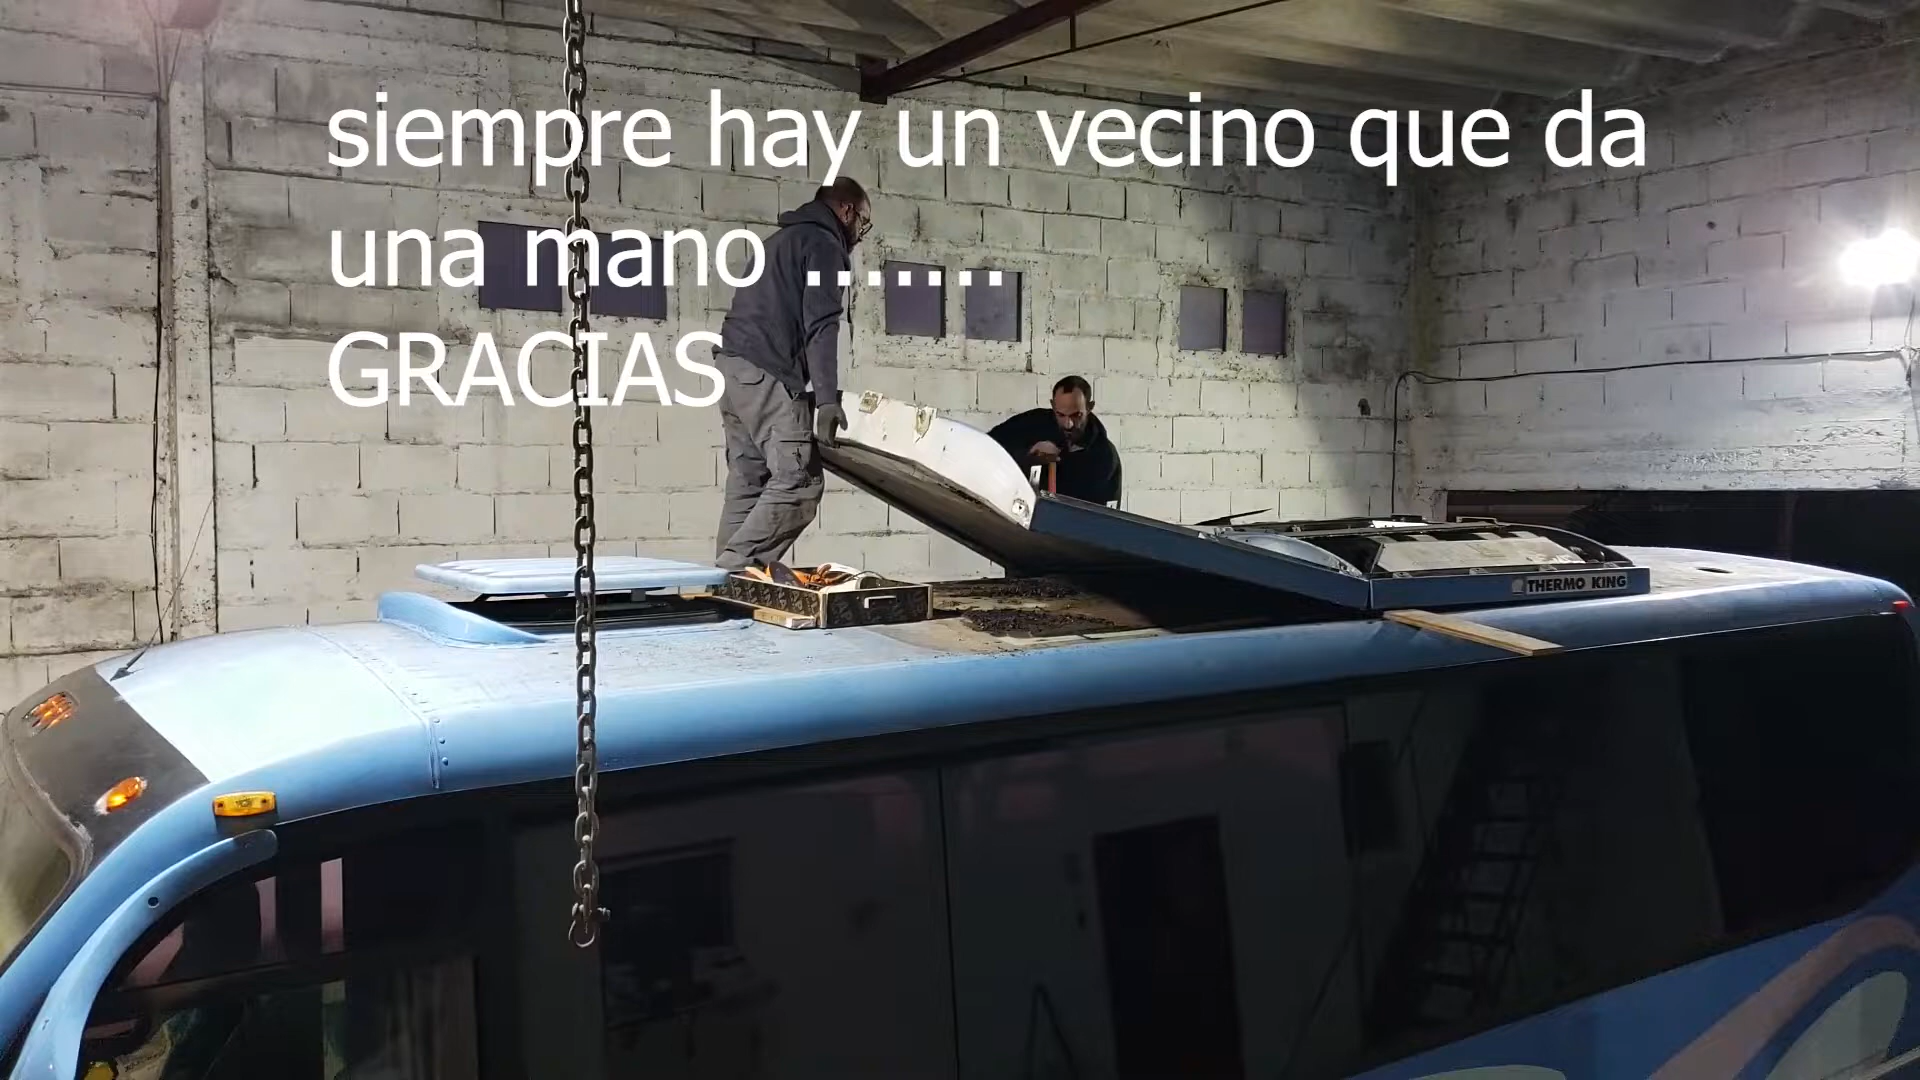 siempre hay un vecino que da
una mano .......
GRACIAS
THERMO KING